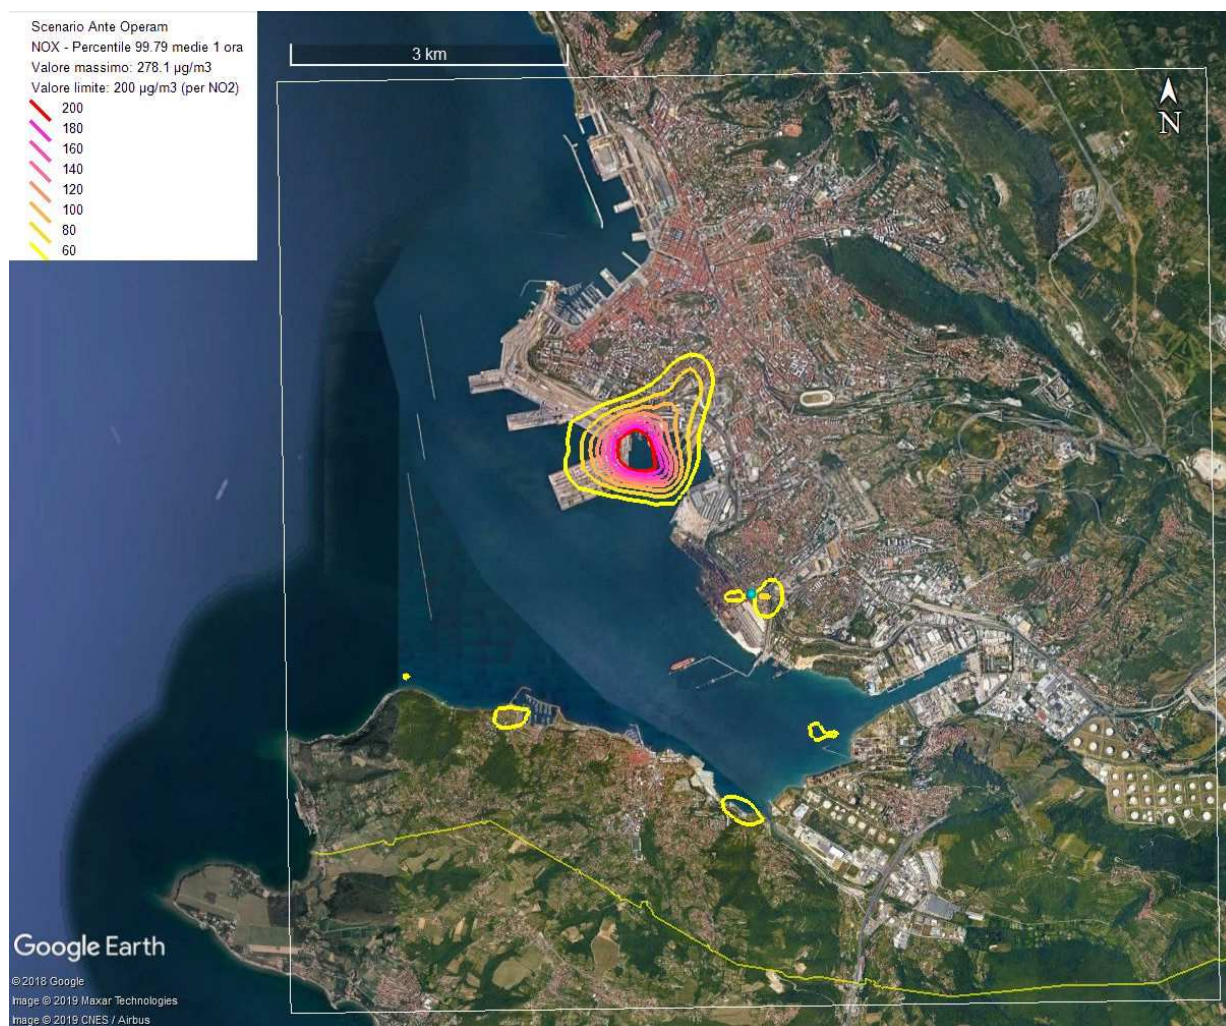 Scenario Ante Operam
NOX - Percentile 99.79 medie 1 ora
Valore massimo: 278.1 µg/m3
Valore limite: 200 µg/m3 (per NO2)
200
180
160
140
120
100
80
60
3 km
N
Google Earth
© 2018 Google
Image © 2019 Maxar Technologies
Image © 2019 CNES / Airbus